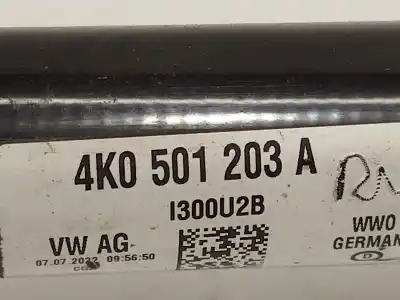 4K0 501 203 A
I300U2B
VW AG
WWO
07.07.2022 09:56:50
GERMAN
D